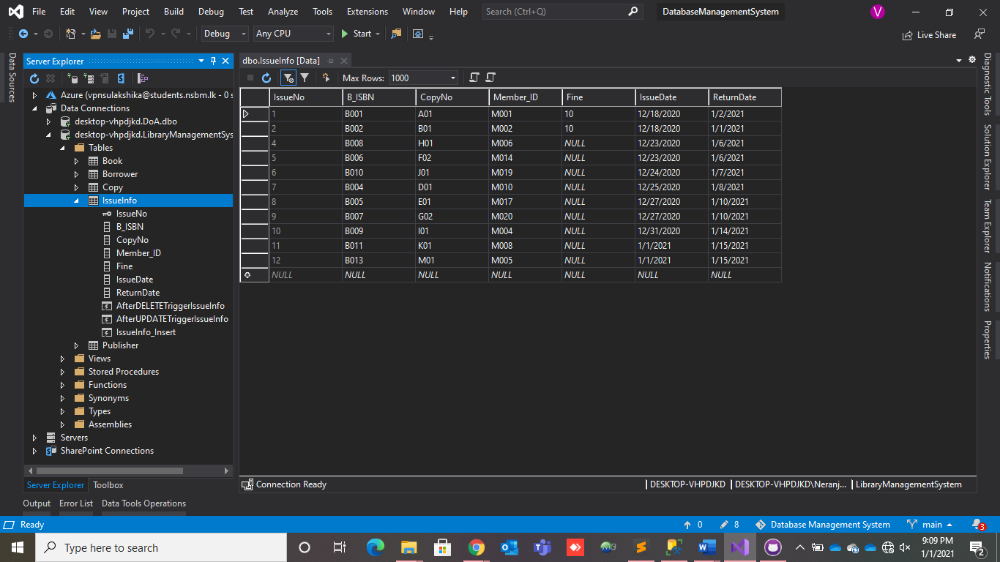 File Edit View Project Build Debug Test Analyze Tools Extensions Window Help Search (Ctrl+Q) DatabaseManagementSystem V
Debug Any CPU Start Live Share
Data Sources
Server Explorer
Azure (vpnsulakshika@students.nsbm.lk - 0 s
Data Connections
desktop-vhpdjkd.DoA.dbo
desktop-vhpdjkd.LibraryManagementSys
Tables
Book
Borrower
Copy
IssueInfo
IssueNo
B_ISBN
CopyNo
Member_ID
Fine
IssueDate
ReturnDate
AfterDELETETriggerIssueInfo
AfterUPDATETriggerIssueInfo
IssueInfo_Insert
Publisher
Views
Stored Procedures
Functions
Synonyms
Types
Assemblies
Servers
SharePoint Connections
Server Explorer Toolbox
dbo.IssueInfo [Data]
Max Rows: 1000
IssueNo B_ISBN CopyNo Member_ID Fine IssueDate ReturnDate
1 B001 A01 M001 10 12/18/2020 1/2/2021
2 B002 B01 M002 10 12/18/2020 1/1/2021
4 B008 H01 M006 NULL 12/23/2020 1/6/2021
5 B006 F02 M014 NULL 12/23/2020 1/6/2021
6 B010 J01 M019 NULL 12/24/2020 1/7/2021
7 B004 D01 M010 NULL 12/25/2020 1/8/2021
8 B005 E01 M017 NULL 12/27/2020 1/10/2021
9 B007 G02 M020 NULL 12/27/2020 1/10/2021
10 B009 I01 M004 NULL 12/31/2020 1/14/2021
11 B011 K01 M008 NULL 1/1/2021 1/15/2021
12 B013 M01 M005 NULL 1/1/2021 1/15/2021
NULL NULL NULL NULL NULL NULL NULL
Connection Ready DESKTOP-VHPDJKD DESKTOP-VHPDJKD\Neranj... LibraryManagementSystem
Diagnostic Tools
Solution Explorer
Team Explorer
Notifications
Properties
Output Error List Data Tools Operations
Ready 0 8 Database Management System main 3
Type here to search
9:09 PM
1/1/2021
2